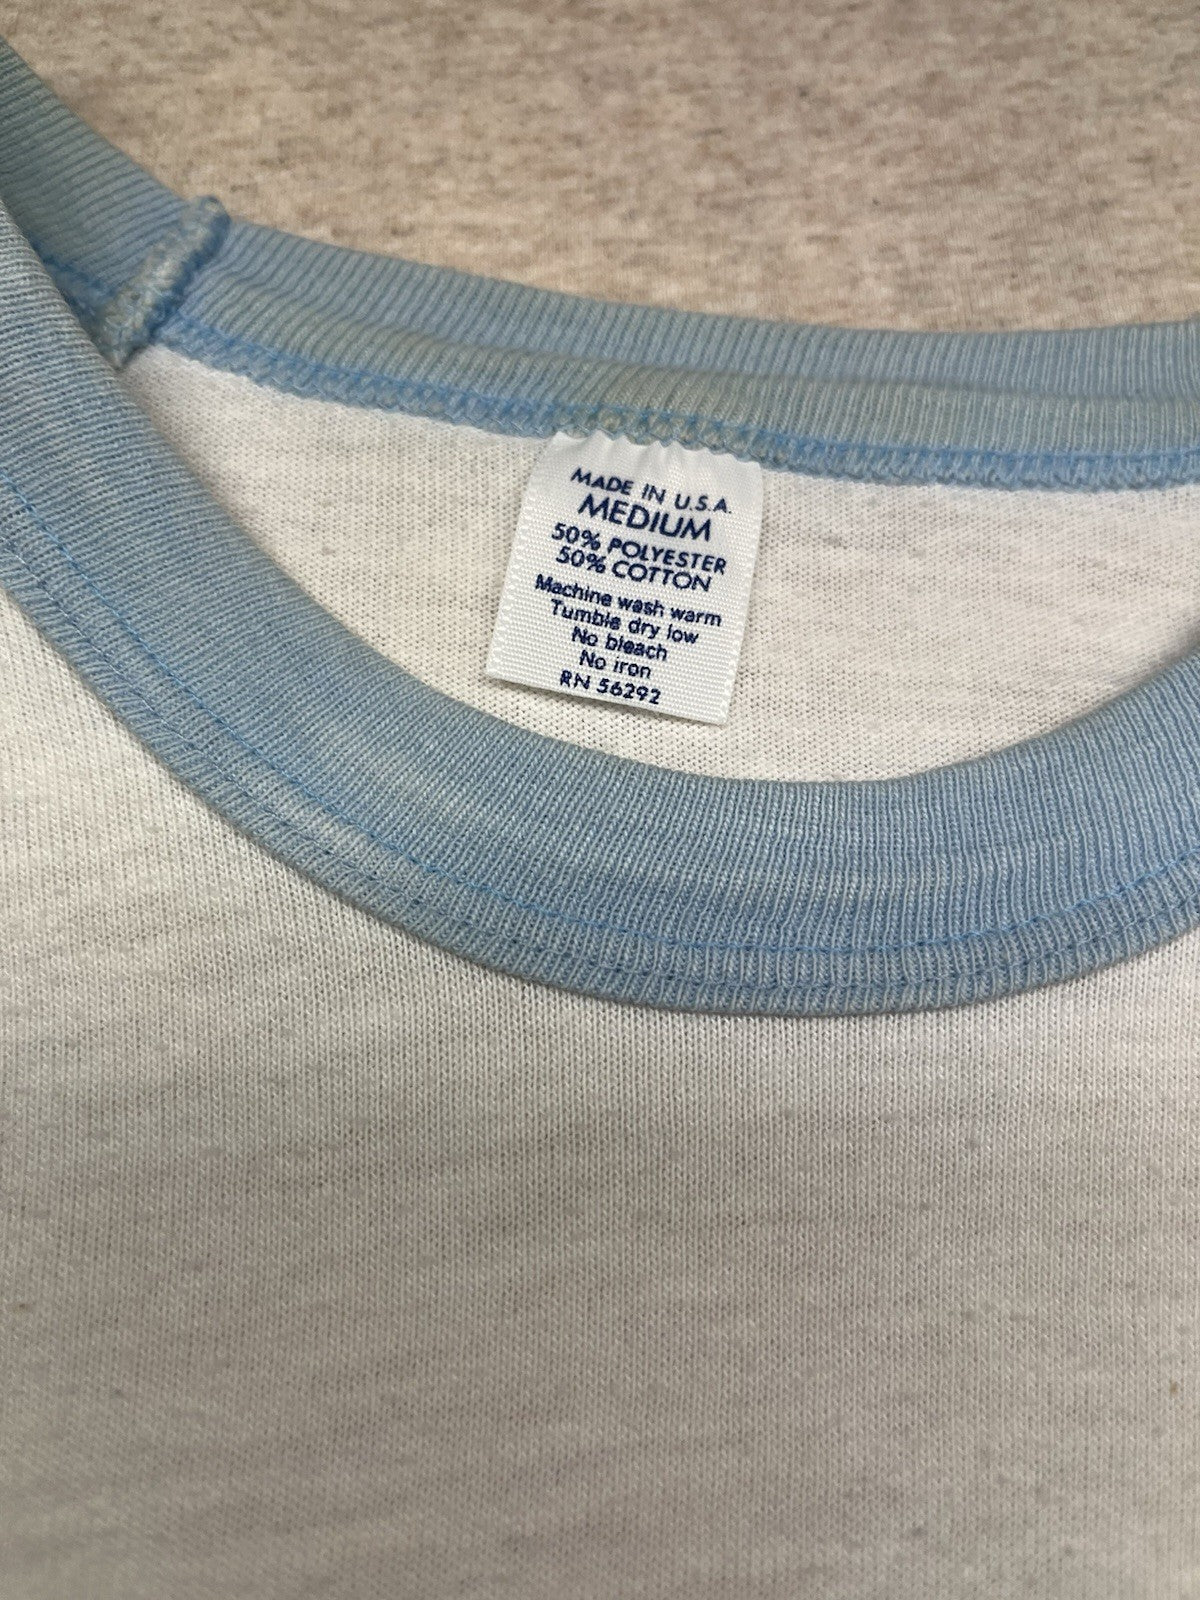 MADE IN U.S.A.
MEDIUM
50% POLYESTER
50% COTTON
Machine wash warm
Tumble dry low
No bleach
No iron
RN 56292